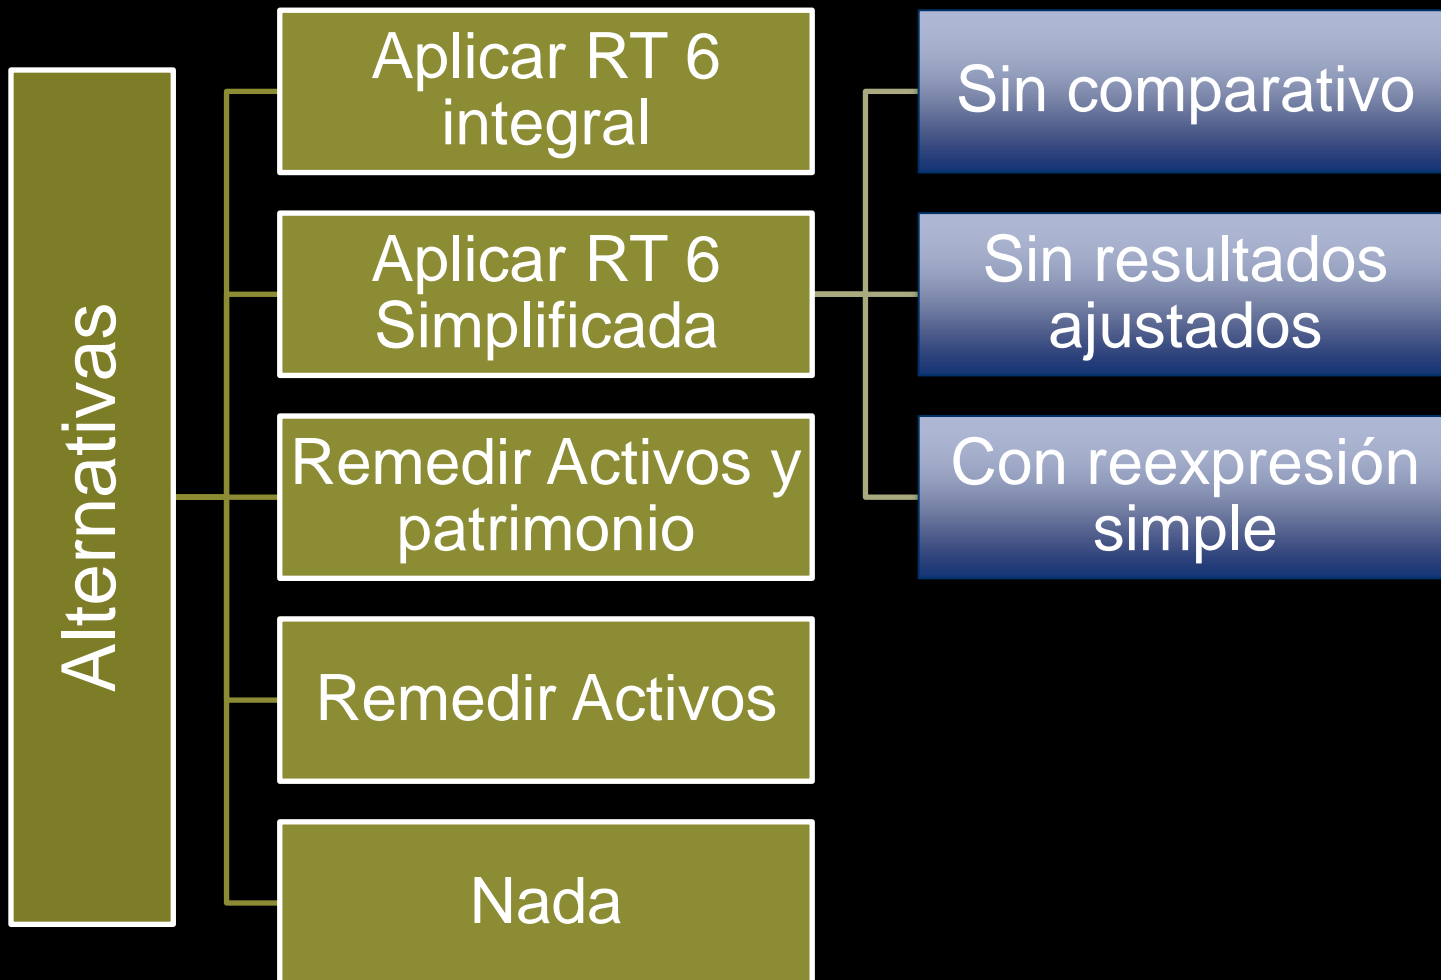 Alternativas
Aplicar RT 6
integral
Aplicar RT 6
Simplificada
Remedir Activos y
patrimonio
Remedir Activos
Nada
Sin comparativo
Sin resultados
ajustados
Con reexpresión
simple